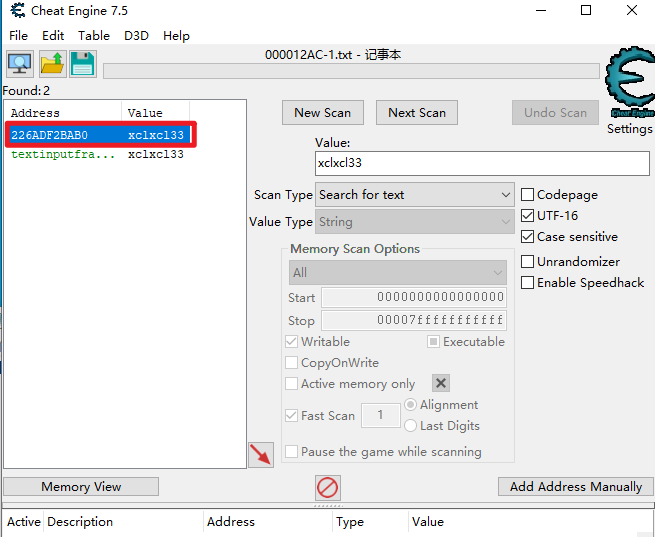 Cheat Engine 7.5
File Edit Table D3D Help
000012AC-1.txt - 记事本
Found: 2
Address Value
226ADF2BAB0 xclxcl33
textinputfra... xclxcl33
New Scan Next Scan Undo Scan
Cheat Engine
Settings
Value:
xclxcl33
Scan Type Search for text
Value Type String
Codepage
UTF-16
Case sensitive
Unrandomizer
Enable Speedhack
Memory Scan Options
All
Start 0000000000000000
Stop 00007fffffffffff
Writable Executable
CopyOnWrite
Active memory only
Fast Scan 1 Alignment
Last Digits
Pause the game while scanning
Memory View Add Address Manually
Active Description Address Type Value